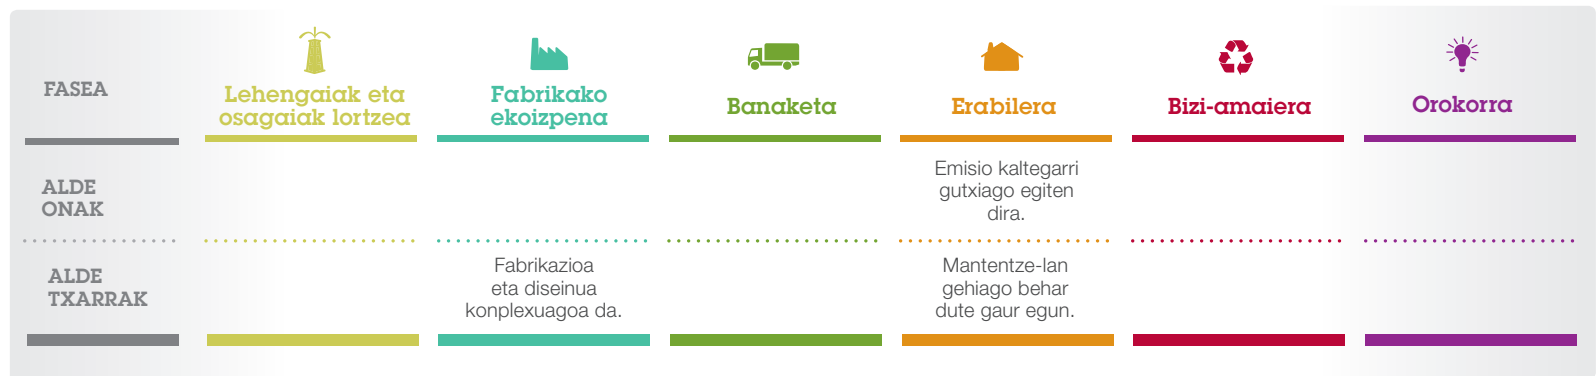 FASEA
Lehengaiak eta
osagaiak lortzea
Fabrikako
ekoizpena
Banaketa
Erabilera
Bizi-amaiera
Orokorra
ALDE
ONAK
Emisio kaltegarri
gutxiago egiten
dira.
ALDE
TXARRAK
Fabrikazioa
eta diseinua
konplexuagoa da.
Mantentze-lan
gehiago behar
dute gaur egun.